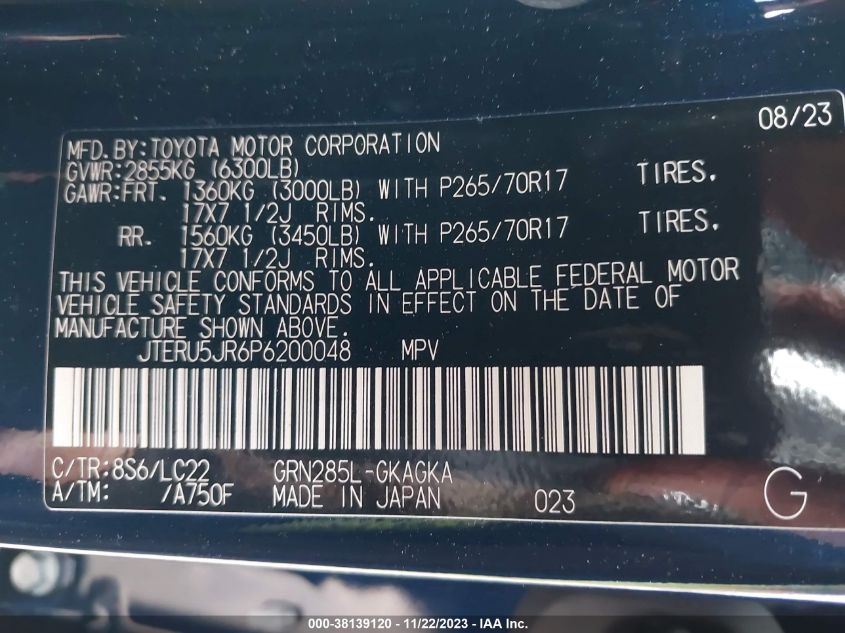 08/23
MFD.BY:TOYOTA MOTOR CORPORATION
GVWR:2855KG (6300LB)
GAWR:FRT. 1360KG (3000LB) WITH P265/70R17 TIRES.
17X7 1/2J RIMS.
RR. 1560KG (3450LB) WITH P265/70R17 TIRES.
17X7 1/2J RIMS.
THIS VEHICLE CONFORMS TO ALL APPLICABLE FEDERAL MOTOR
VEHICLE SAFETY STANDARDS IN EFFECT ON THE DATE OF
MANUFACTURE SHOWN ABOVE.
JTERU5JR6P6200048 MPV
C/TR:8S6/LC22 GRN285L-GKAGKA
A/TM: /A750F MADE IN JAPAN 023 G
000-38139120 - 11/22/2023 - IAA Inc.